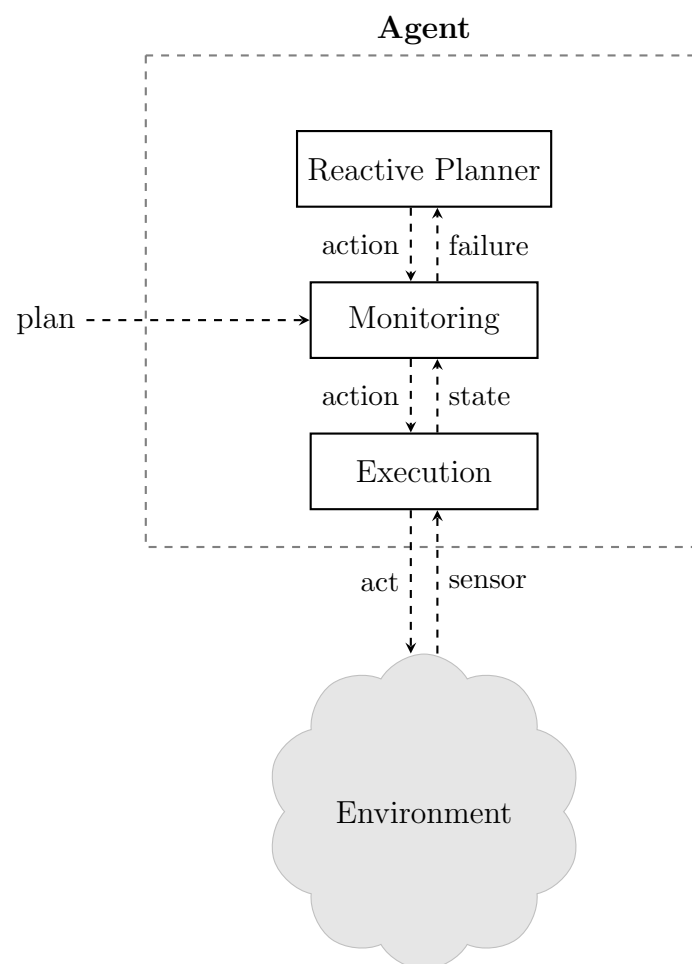 Agent
Reactive Planner
action failure
plan
Monitoring
action state
Execution
act sensor
Environment